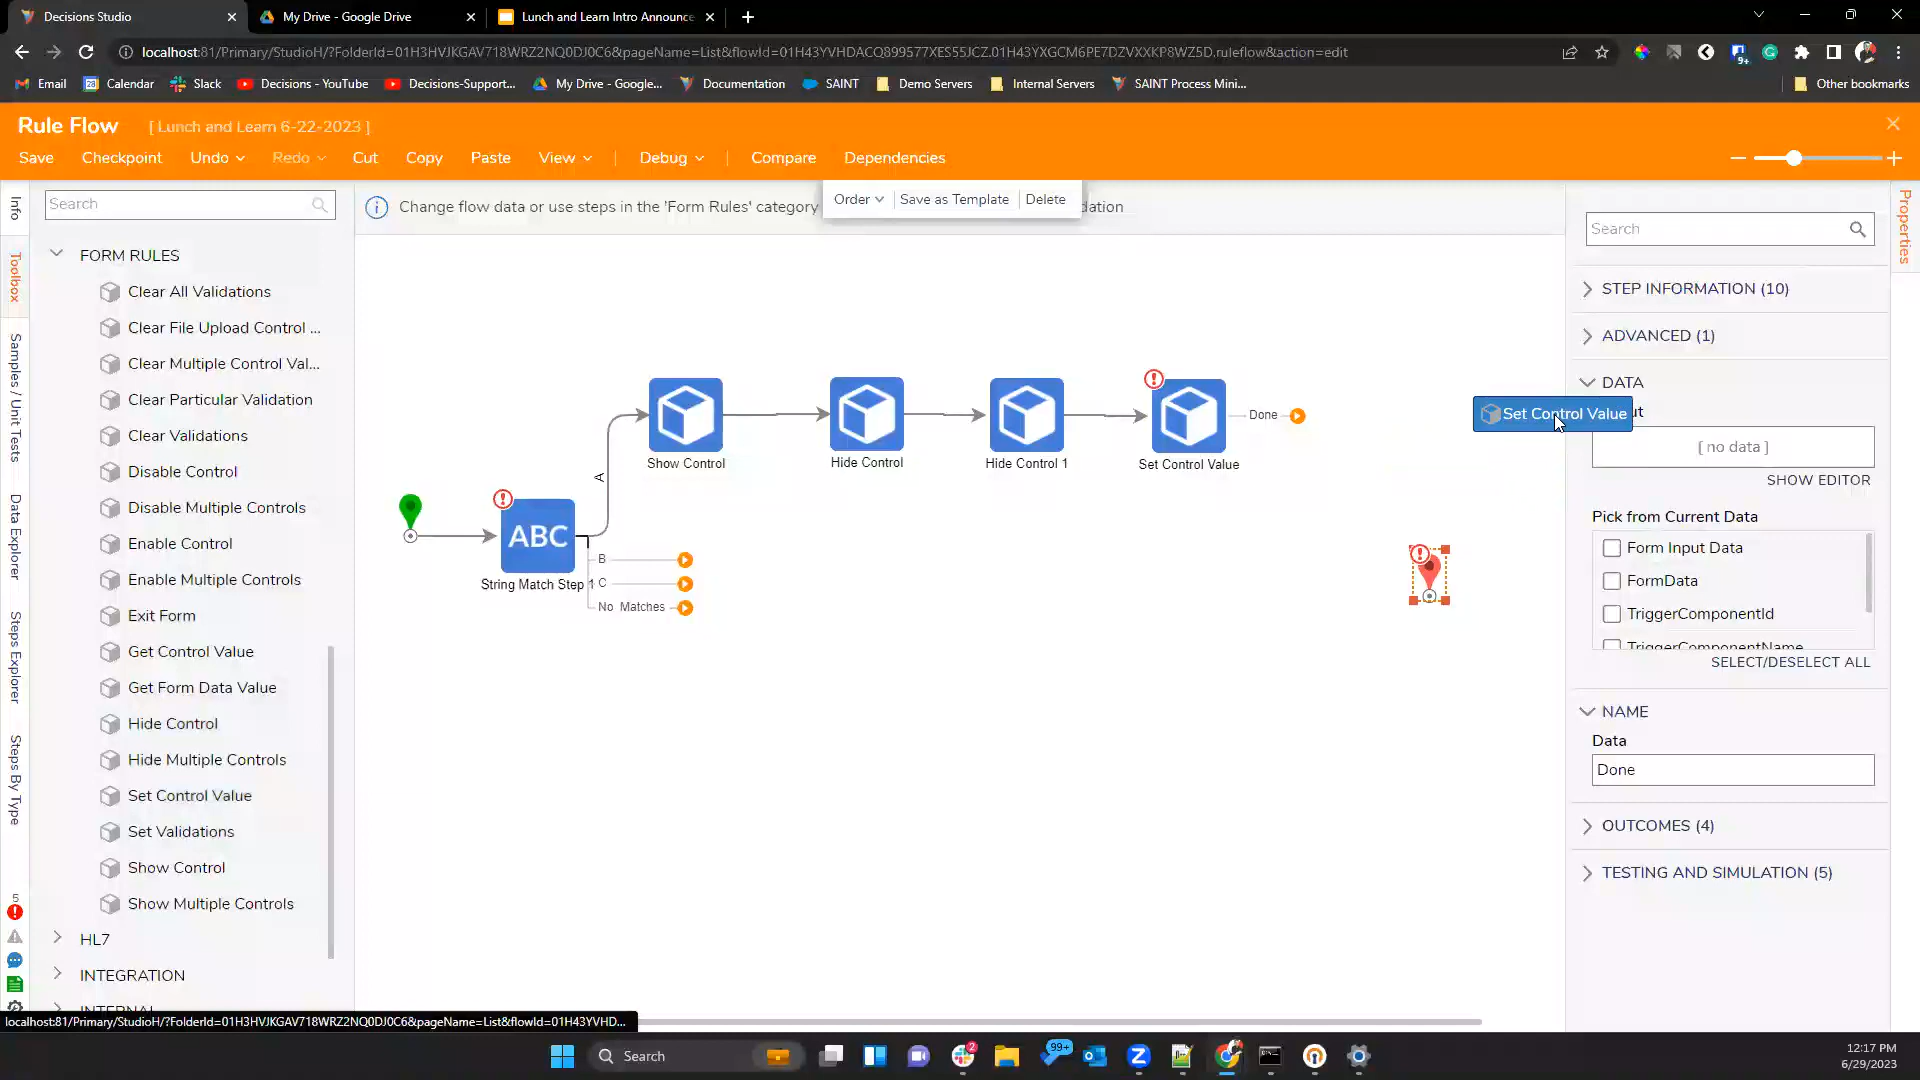 Decisions Studio
My Drive - Google Drive
Lunch and Learn Intro Announce
localhost:81/Primary/StudioH/?FolderId=01H3HVJKGAV718WRZ2NQ0DJ0C6&pageName=List&flowId=01H43YVHDACQ899577XES55JCZ.01H43YXGCM6PE7DZVXXKP8WZ5D.ruleflow&action=edit
9+
Email
Calendar
Slack
Decisions - YouTube
Decisions-Support...
My Drive - Google...
Documentation
SAINT
Demo Servers
Internal Servers
SAINT Process Mini...
Other bookmarks
Rule Flow
[ Lunch and Learn 6-22-2023 ]
Save
Checkpoint
Undo
Redo
Cut
Copy
Paste
View
Debug
Compare
Dependencies
Info
Toolbox
Samples / Unit Tests
Data Explorer
Steps Explorer
Steps By Type
5
Search
FORM RULES
Clear All Validations
Clear File Upload Control ...
Clear Multiple Control Val...
Clear Particular Validation
Clear Validations
Disable Control
Disable Multiple Controls
Enable Control
Enable Multiple Controls
Exit Form
Get Control Value
Get Form Data Value
Hide Control
Hide Multiple Controls
Set Control Value
Set Validations
Show Control
Show Multiple Controls
HL7
INTEGRATION
INTERNAL
Change flow data or use steps in the 'Form Rules' category
Order
Save as Template
Delete
Show Control
Hide Control
Hide Control 1
Set Control Value
Done
A
ABC
String Match Step 1
B
C
No Matches
Set Control Value
Properties
Search
STEP INFORMATION (10)
ADVANCED (1)
DATA
[ no data ]
SHOW EDITOR
Pick from Current Data
Form Input Data
FormData
TriggerComponentId
TriggerComponentName
SELECT/DESELECT ALL
NAME
Data
Done
OUTCOMES (4)
TESTING AND SIMULATION (5)
localhost:81/Primary/StudioH/?FolderId=01H3HVJKGAV718WRZ2NQ0DJ0C6&pageName=List&flowId=01H43YVHD...
Search
2
99+
12:17 PM
6/29/2023